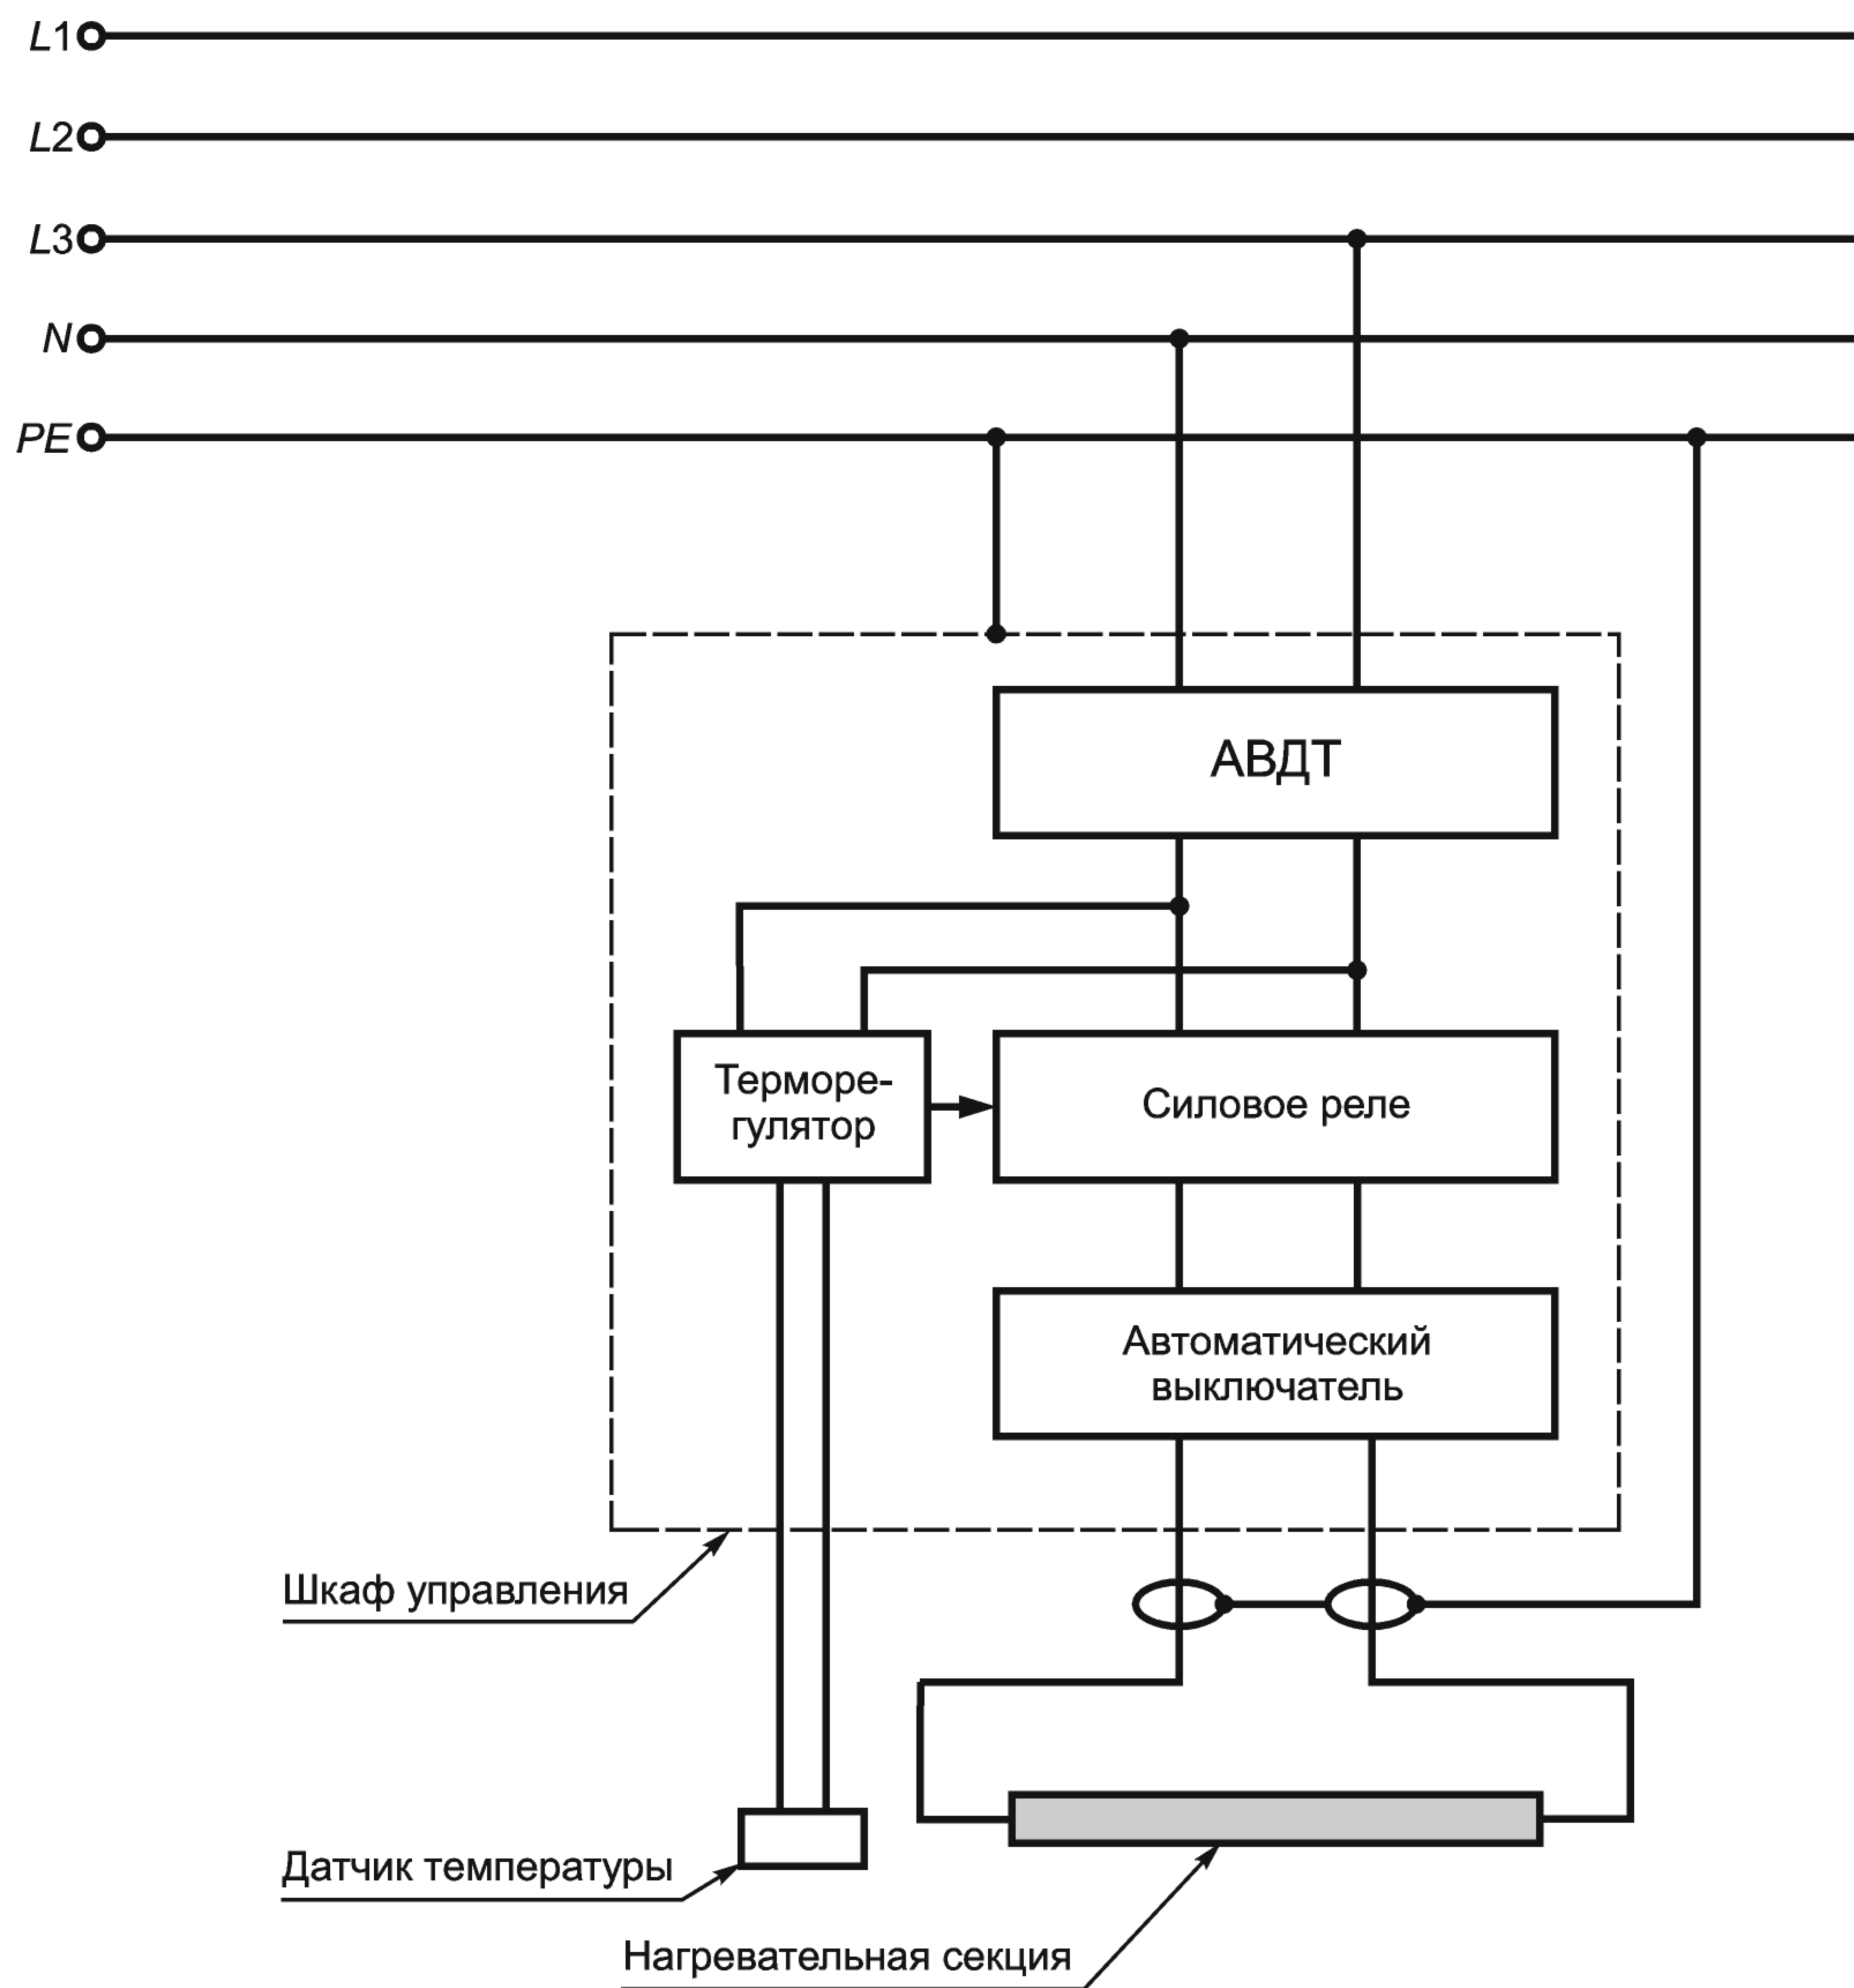 L1
L2
L3
N
PE
АВДТ
Терморе-
гулятор
Силовое реле
Автоматический
выключатель
Шкаф управления
Датчик температуры
Нагревательная секция